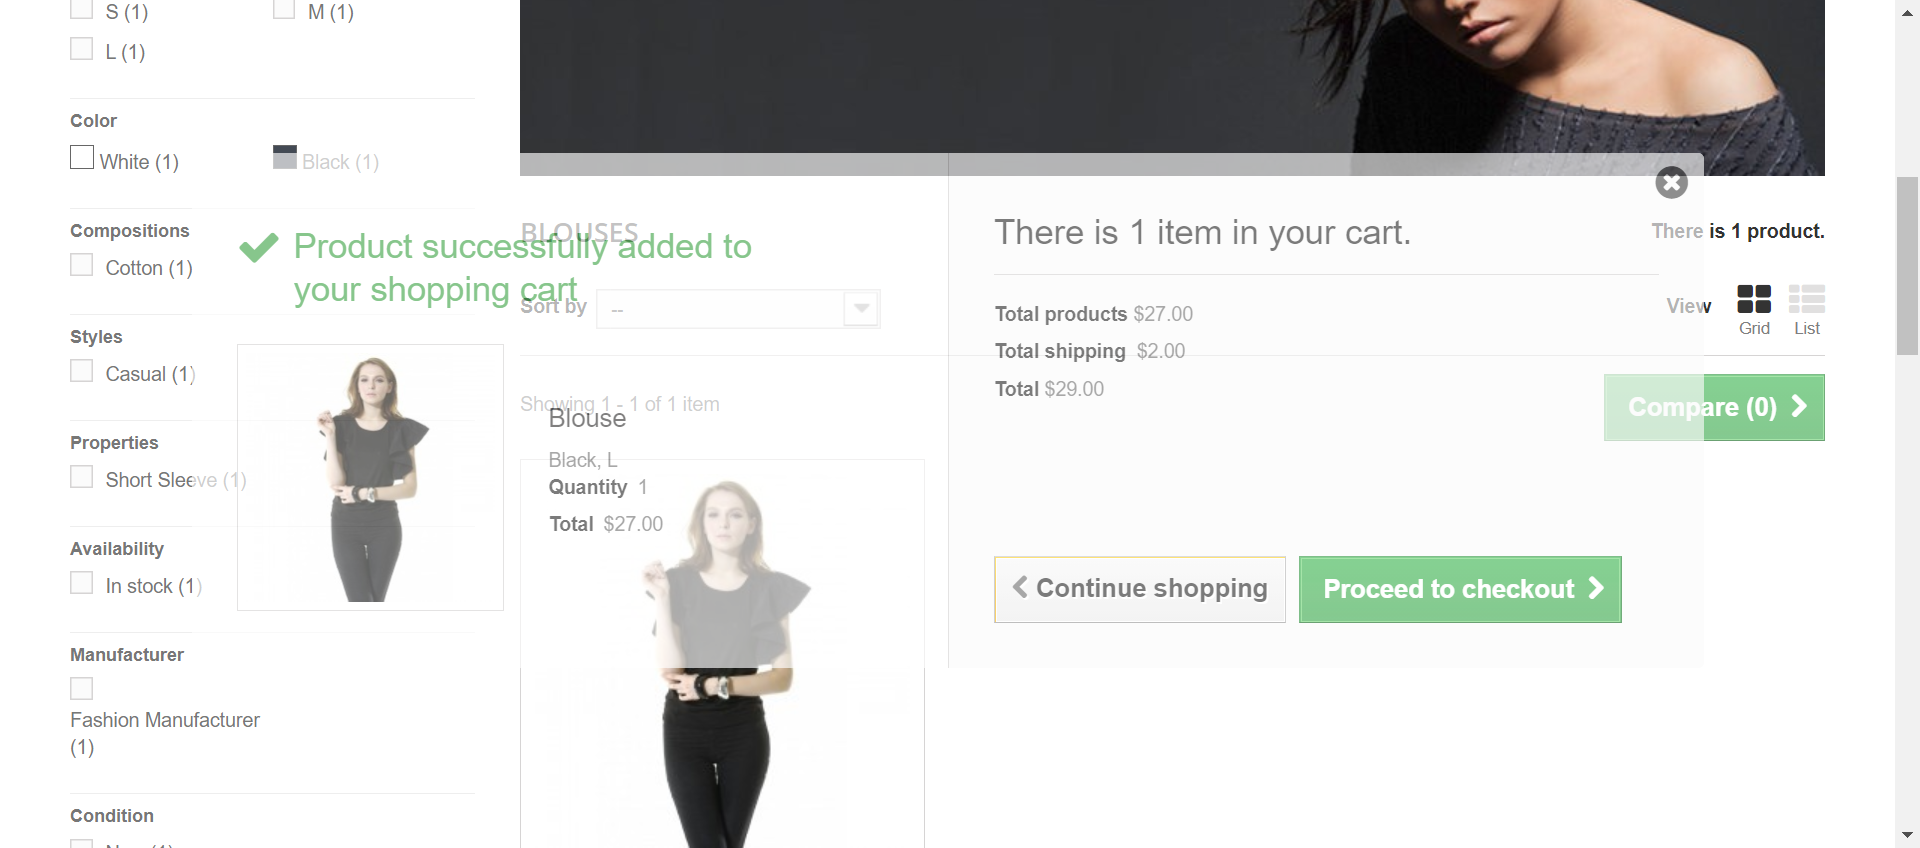 S (1)
M (1)
L (1)
Color
White (1)
Black (1)
Compositions
Cotton (1)
Styles
Casual (1)
Properties
Short Sleeve (1)
Availability
In stock (1)
Manufacturer
Fashion Manufacturer
(1)
Condition
BLOUSES
There is 1 product.
Sort by
--
View
Grid
List
Showing 1 - 1 of 1 item
Compare (0)
Product successfully added to
your shopping cart
Blouse
Black, L
Quantity 1
Total $27.00
There is 1 item in your cart.
Total products $27.00
Total shipping $2.00
Total $29.00
Continue shopping
Proceed to checkout